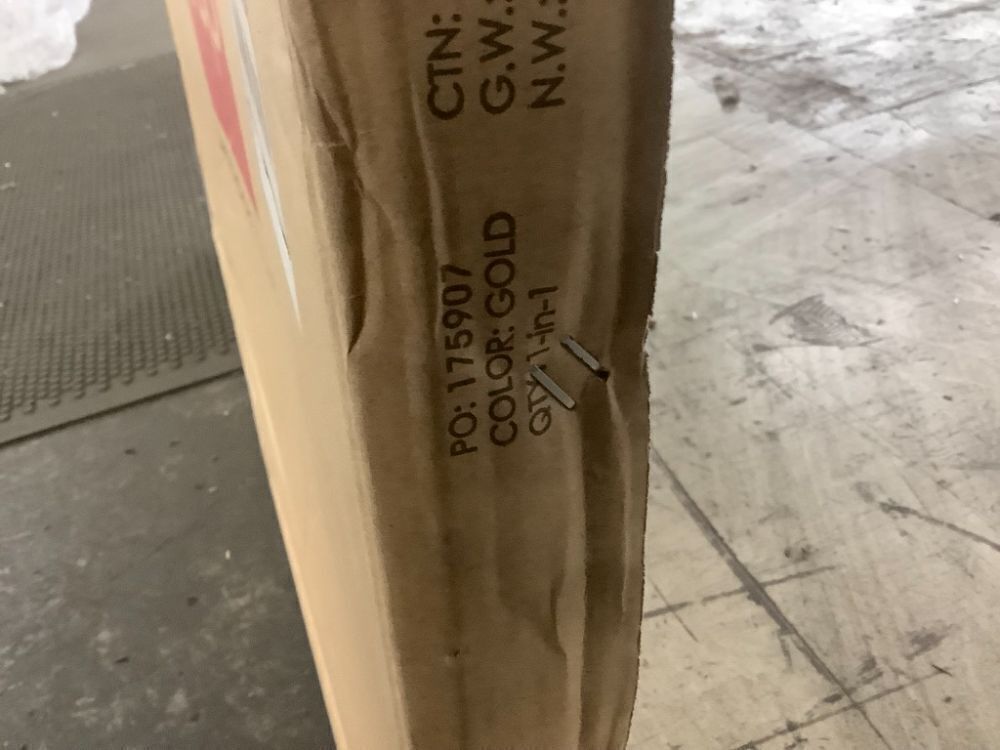 CTN:
G.W.:
N.W.:
PO: 175907
COLOR: GOLD
QTY: 1-in-1